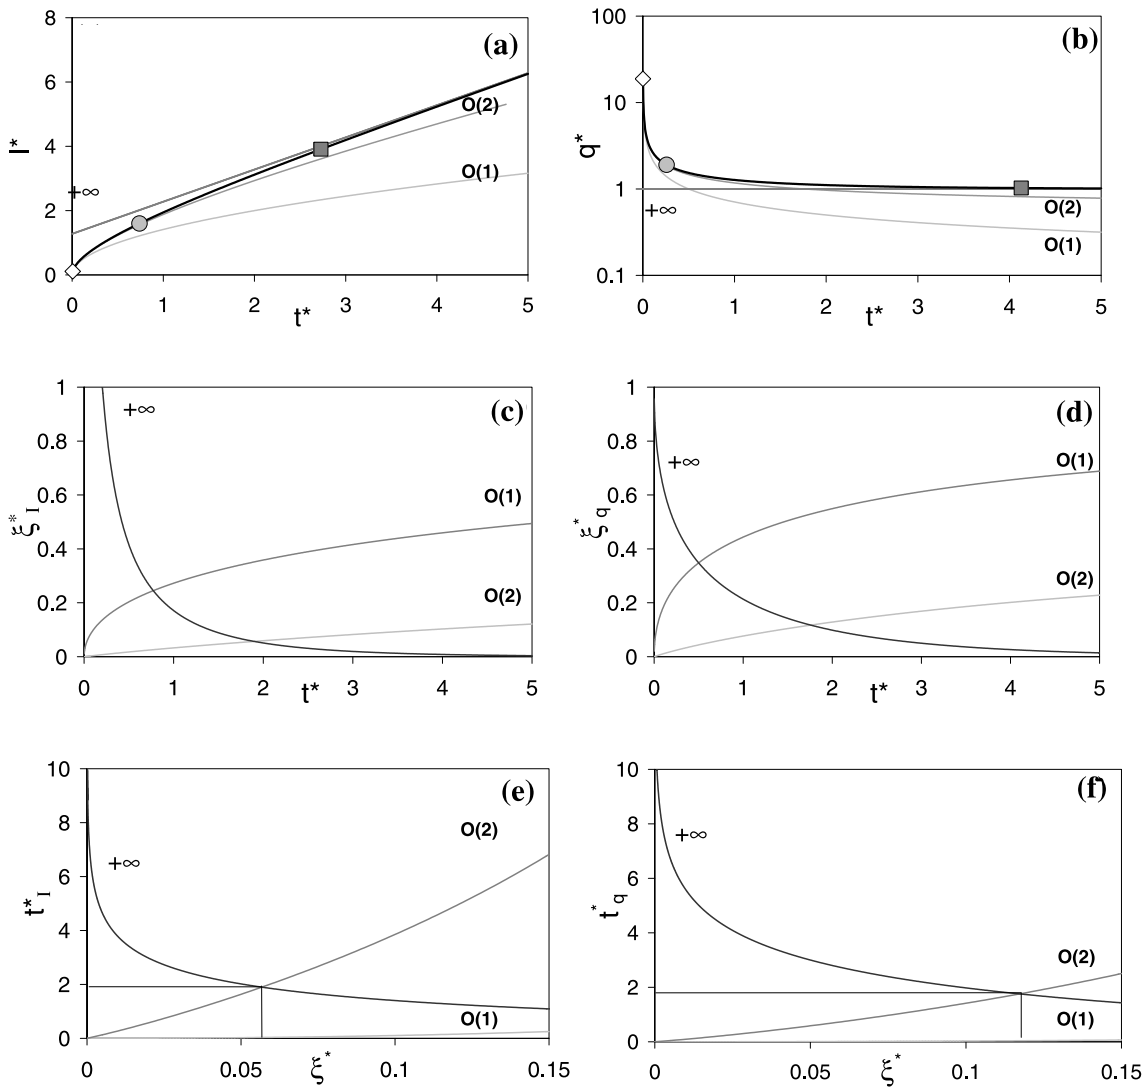 (a)
8
6
4
2
0
I*
+∞
O(2)
O(1)
0 1 2 3 4 5
t*
(b)
100
10
1
0.1
q*
+∞
O(2)
O(1)
0 1 2 3 4 5
t*
(c)
1
0.8
0.6
0.4
0.2
0
ξ*I
+∞
O(1)
O(2)
0 1 2 3 4 5
t*
(d)
1
0.8
0.6
0.4
0.2
0
ξ*q
+∞
O(1)
O(2)
0 1 2 3 4 5
t*
(e)
10
8
6
4
2
0
t*I
+∞
O(2)
O(1)
0 0.05 0.1 0.15
ξ*
(f)
10
8
6
4
2
0
t*q
+∞
O(2)
O(1)
0 0.05 0.1 0.15
ξ*